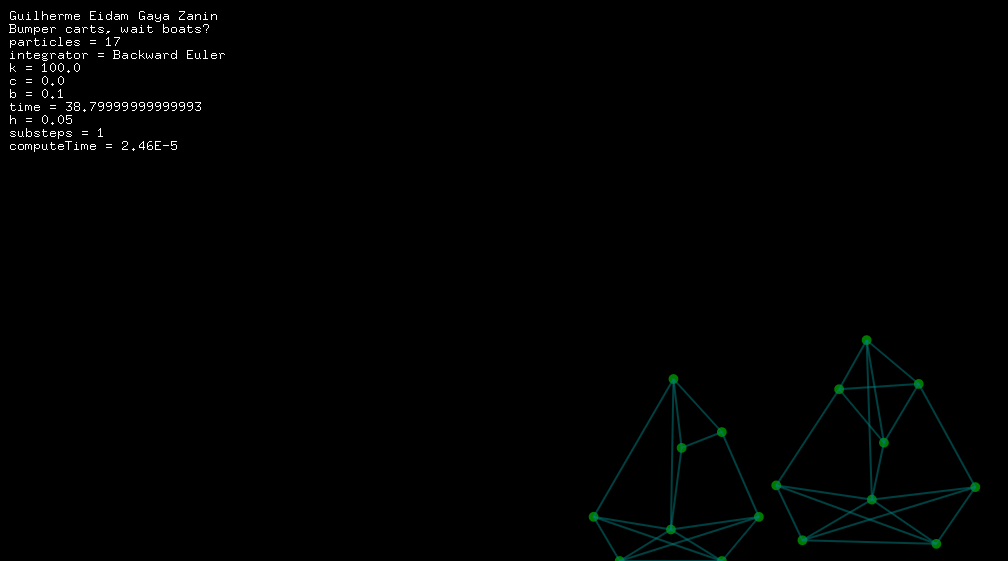 Guilherme Eidam Gaya Zanin
Bumper carts, wait boats?
particles = 17
integrator = Backward Euler
k = 100.0
c = 0.0
b = 0.1
time = 38.79999999999993
h = 0.05
substeps = 1
computeTime = 2.46E-5